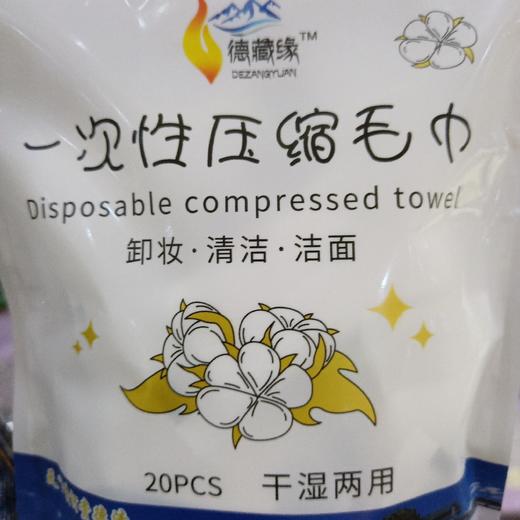 德藏缘™
DEZANGYUAN
一次性压缩毛巾
Disposable compressed towel
卸妆·清洁·洁面
20PCS 干湿两用